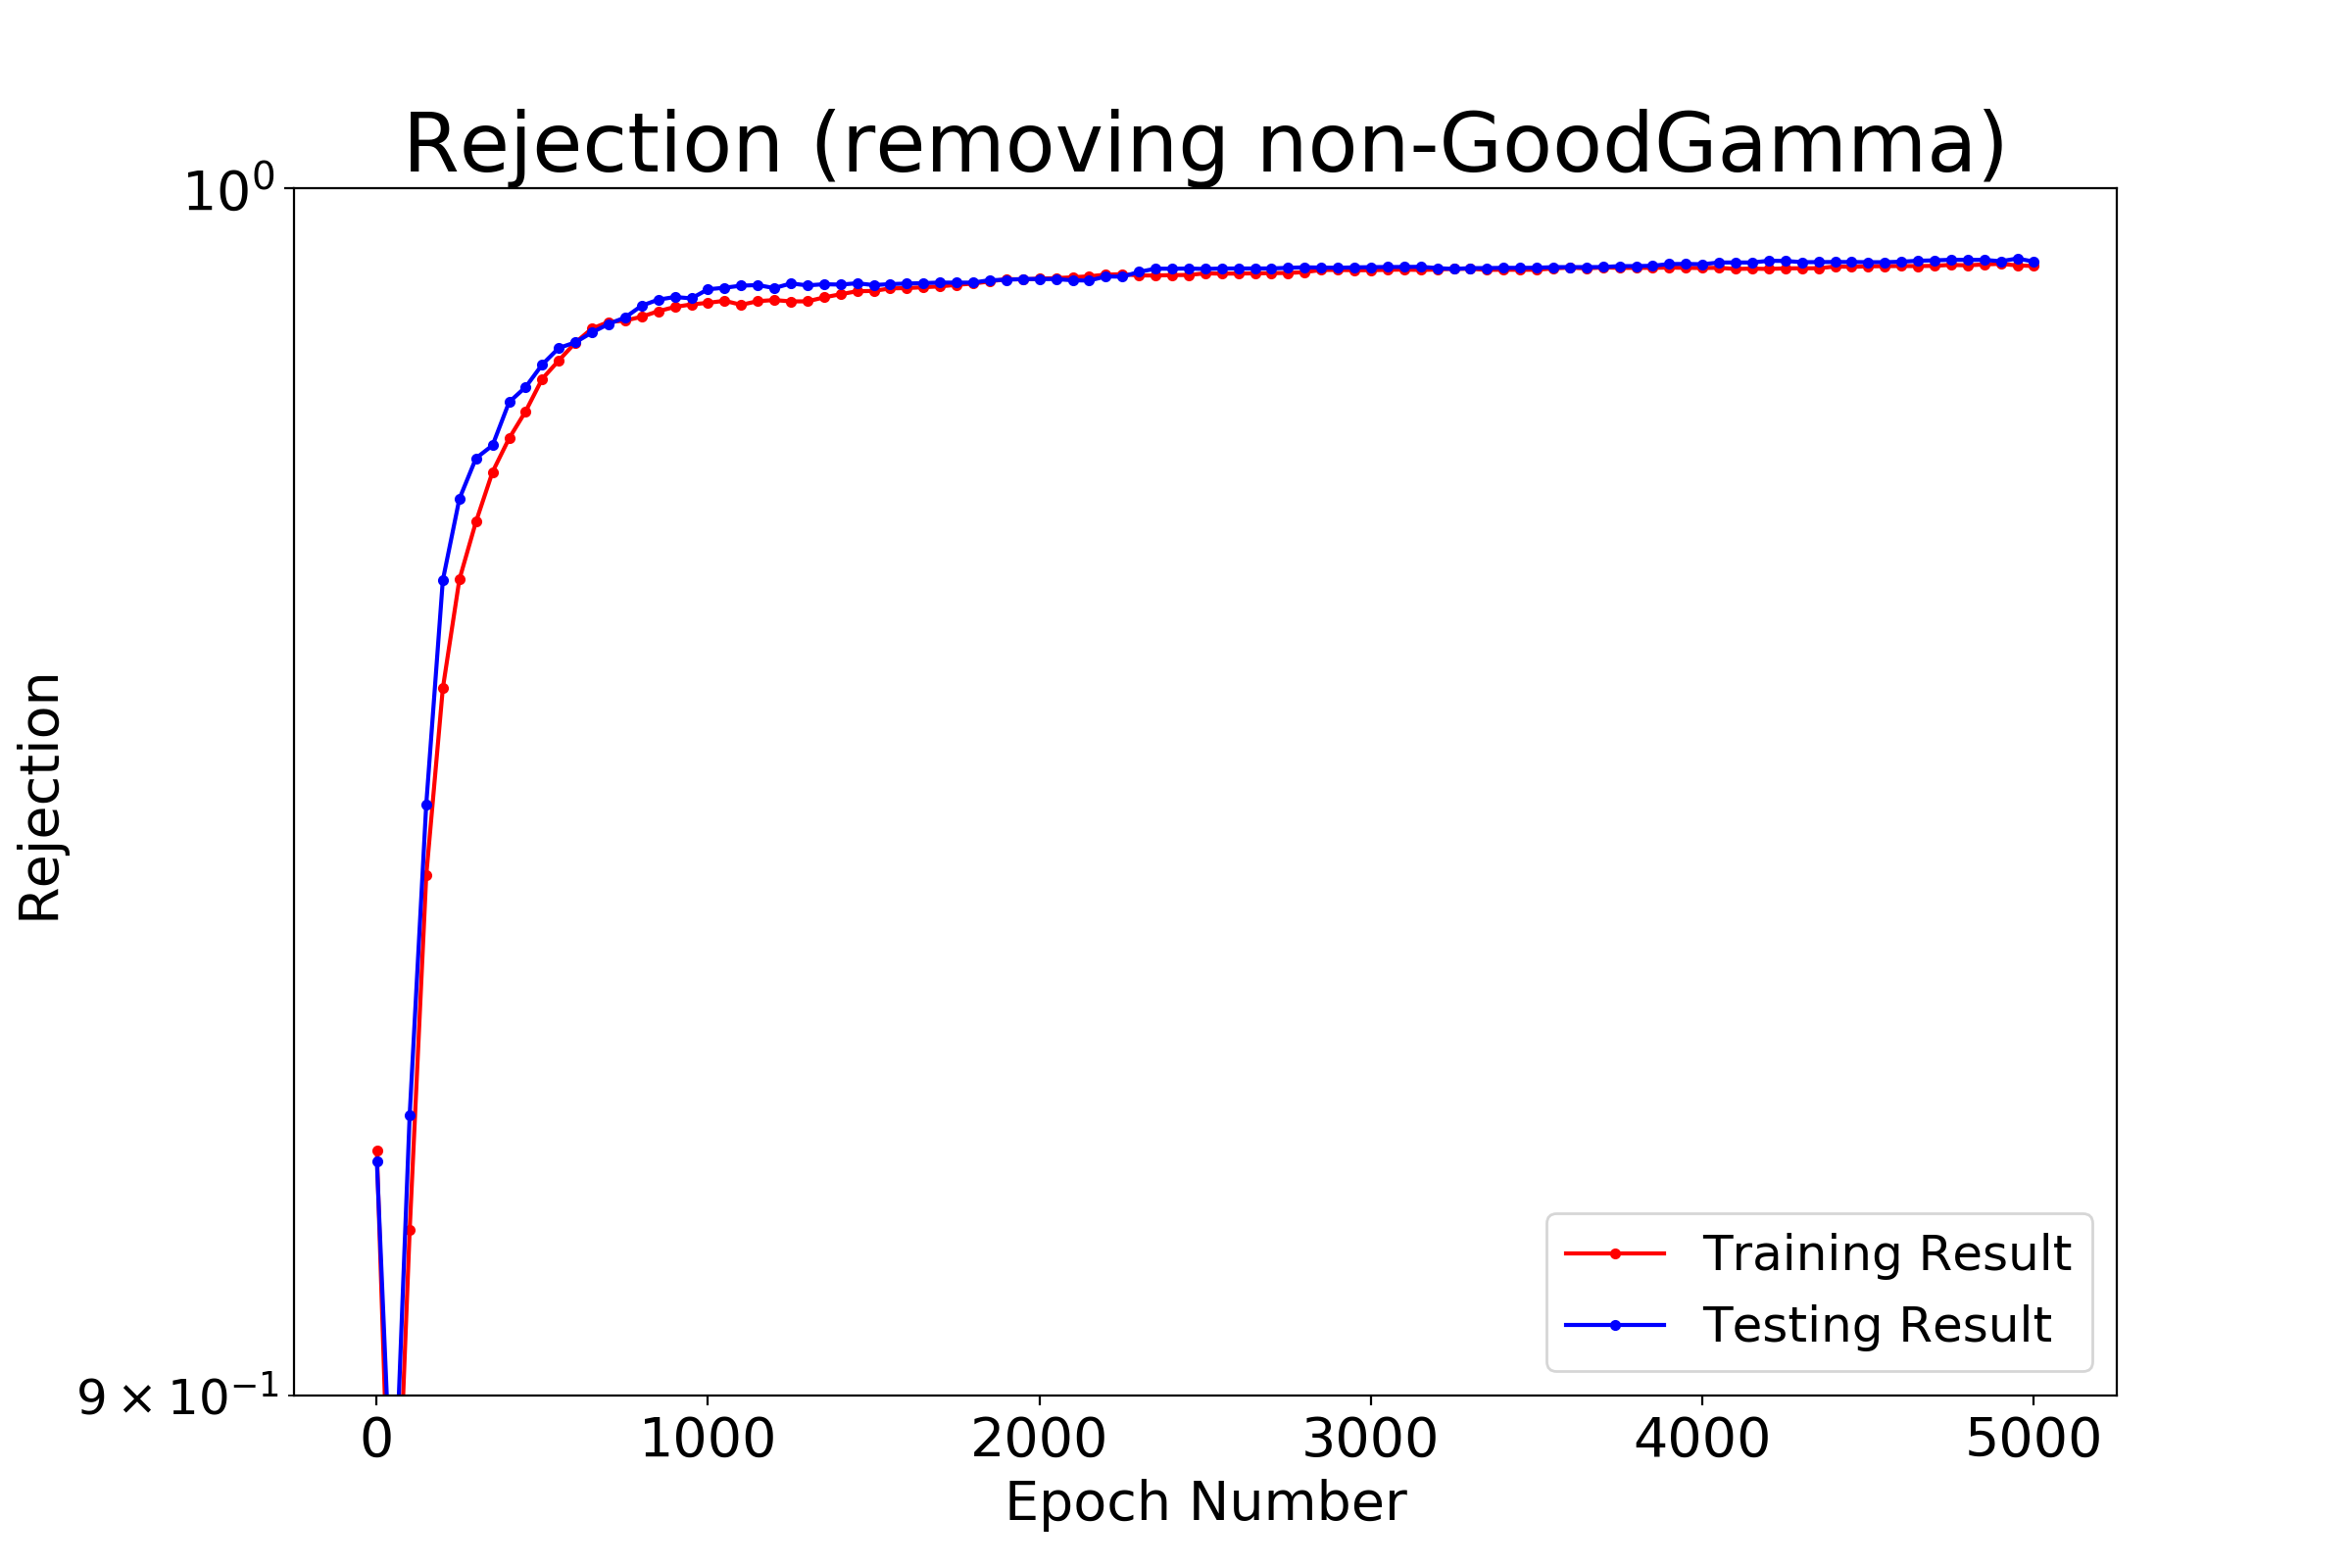 Rejection (removing non-GoodGamma)
10⁰
Rejection
9 × 10⁻¹
0 1000 2000 3000 4000 5000
Epoch Number
Training Result
Testing Result